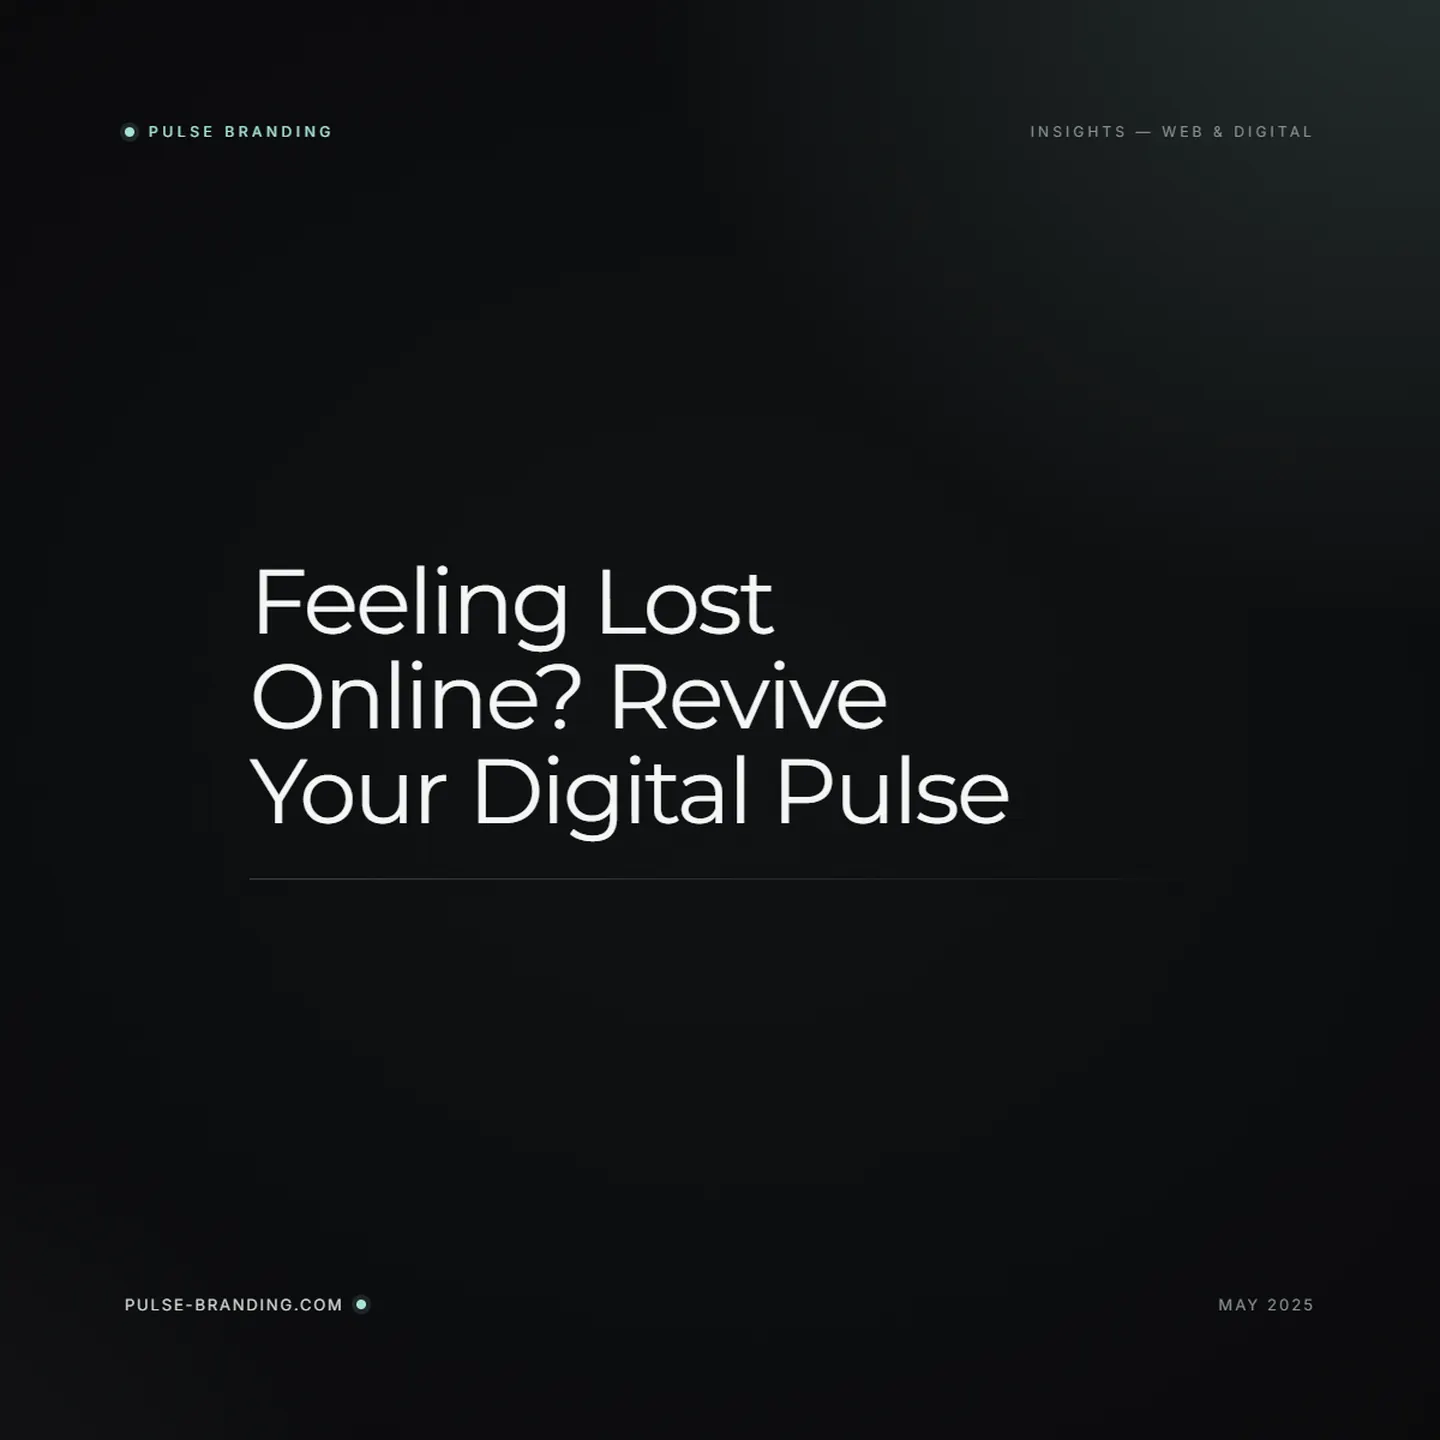 PULSE BRANDING
INSIGHTS — WEB & DIGITAL
Feeling Lost
Online? Revive
Your Digital Pulse
PULSE-BRANDING.COM
MAY 2025